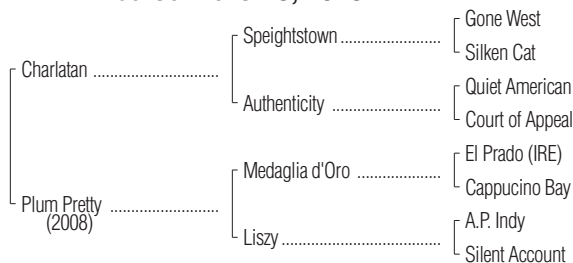 Gone West
Speightstown
Silken Cat
Charlatan
Quiet American
Authenticity
Court of Appeal
El Prado (IRE)
Medaglia d'Oro
Cappucino Bay
Plum Pretty
(2008)
A.P. Indy
Liszy
Silent Account